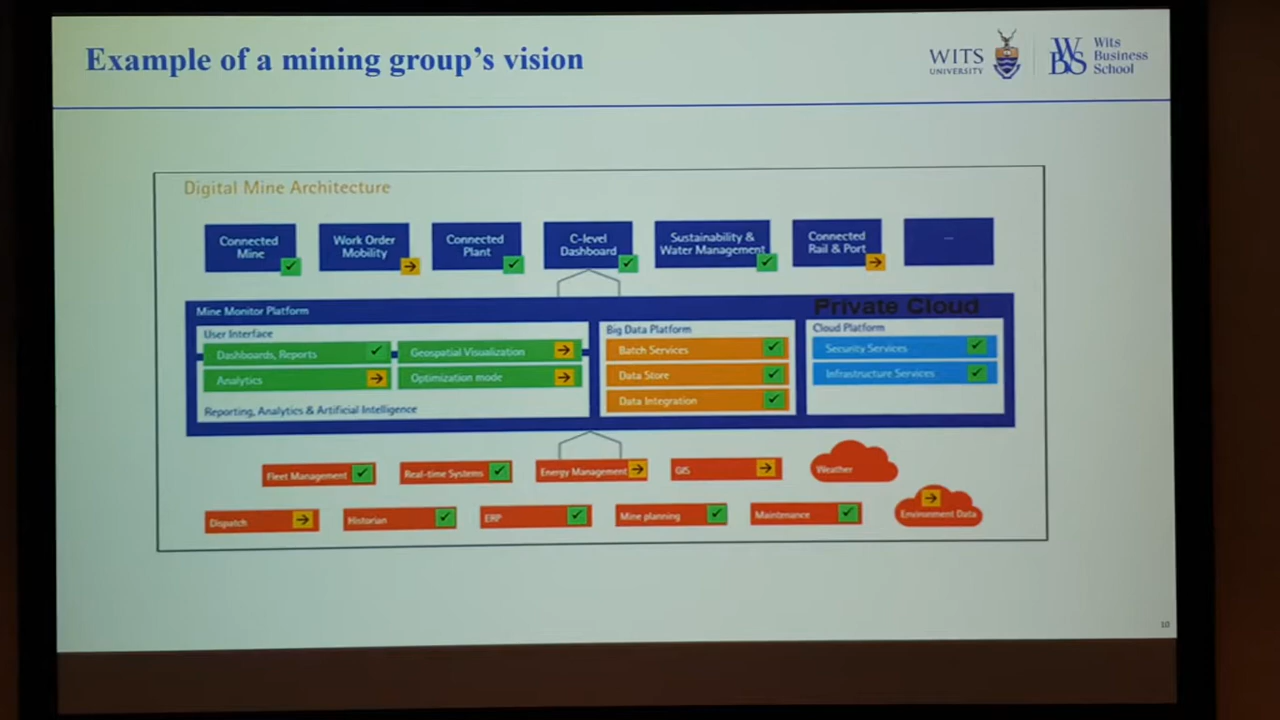 Example of a mining group's vision
WITS
UNIVERSITY
WBS
Wits
Business
School
Digital Mine Architecture
Connected
Mine
Work Order
Mobility
Connected
Plant
C-level
Dashboard
Sustainability &
Water Management
Connected
Rail & Port
...
Mine Monitor Platform
Private Cloud
User Interface
Dashboards, Reports
Geospatial Visualization
Analytics
Optimization mode
Reporting, Analytics & Artificial Intelligence
Big Data Platform
Batch Services
Data Store
Data Integration
Cloud Platform
Security Services
Infrastructure Services
Fleet Management
Real-time Systems
Energy Management
GIS
Weather
Dispatch
Historian
ERP
Mine planning
Maintenance
Environment Data
10